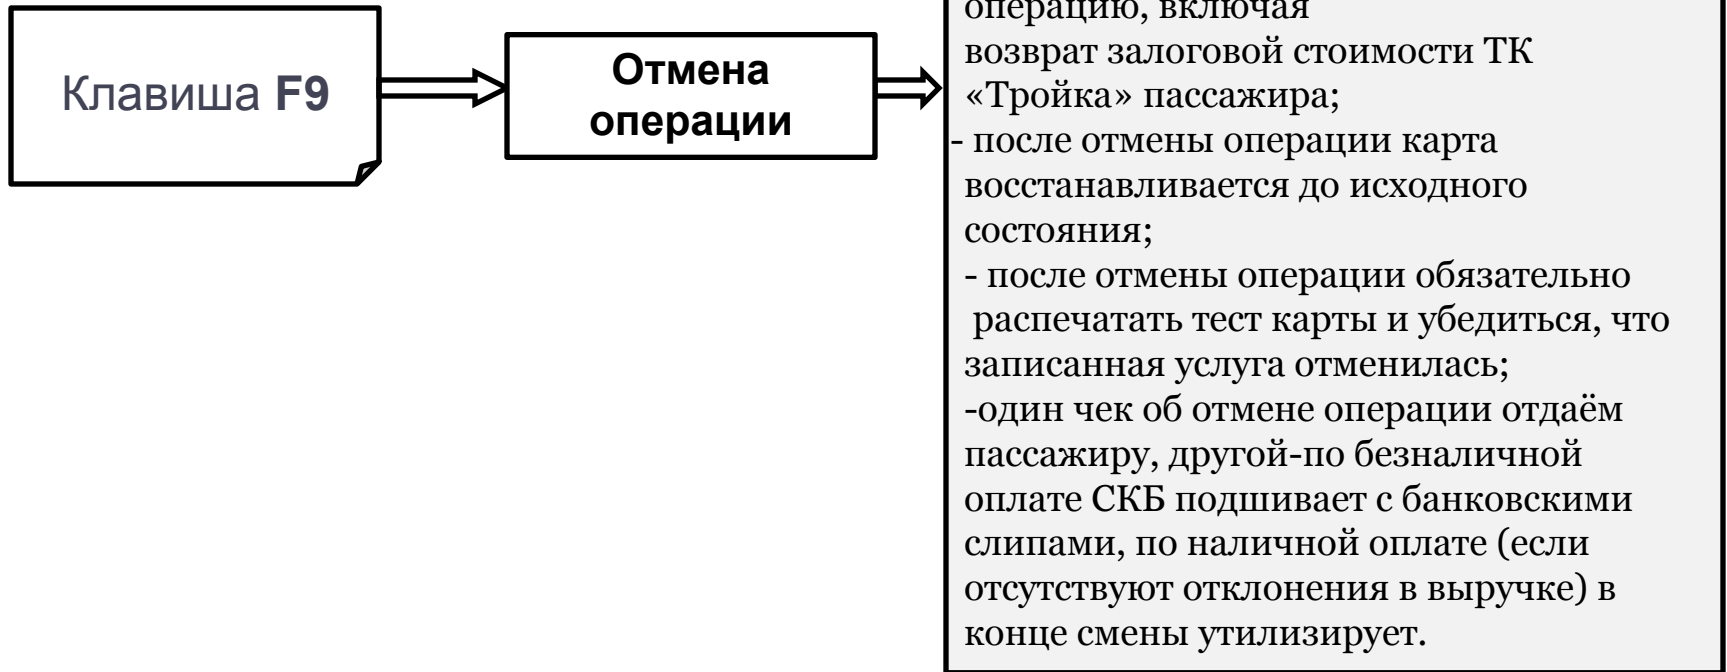 Клавиша F9
Отмена
операции
операцию, включая
возврат залоговой стоимости ТК
«Тройка» пассажира;
- после отмены операции карта
восстанавливается до исходного
состояния;
- после отмены операции обязательно
распечатать тест карты и убедиться, что
записанная услуга отменилась;
-один чек об отмене операции отдаём
пассажиру, другой-по безналичной
оплате СКБ подшивает с банковскими
слипами, по наличной оплате (если
отсутствуют отклонения в выручке) в
конце смены утилизирует.